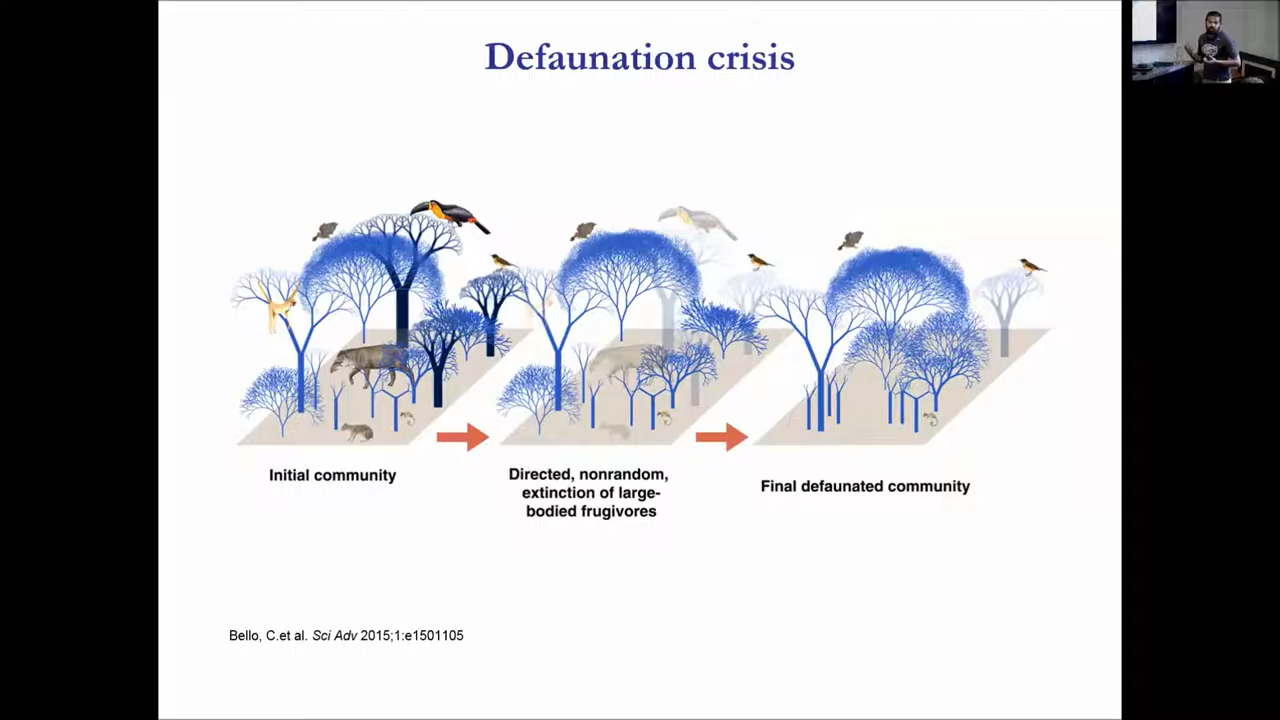 Defaunation crisis
Initial community
Directed, nonrandom,
extinction of large-
bodied frugivores
Final defaunated community
Bello, C.et al. Sci Adv 2015;1:e1501105